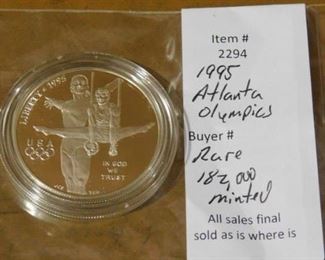 LIBERTY 1995
USA
IN GOD
WE
TRUST
Item #
2294
1995
Atlanta
Olympics
Buyer #
Rare
182,000
minted
All sales final
sold as is where is